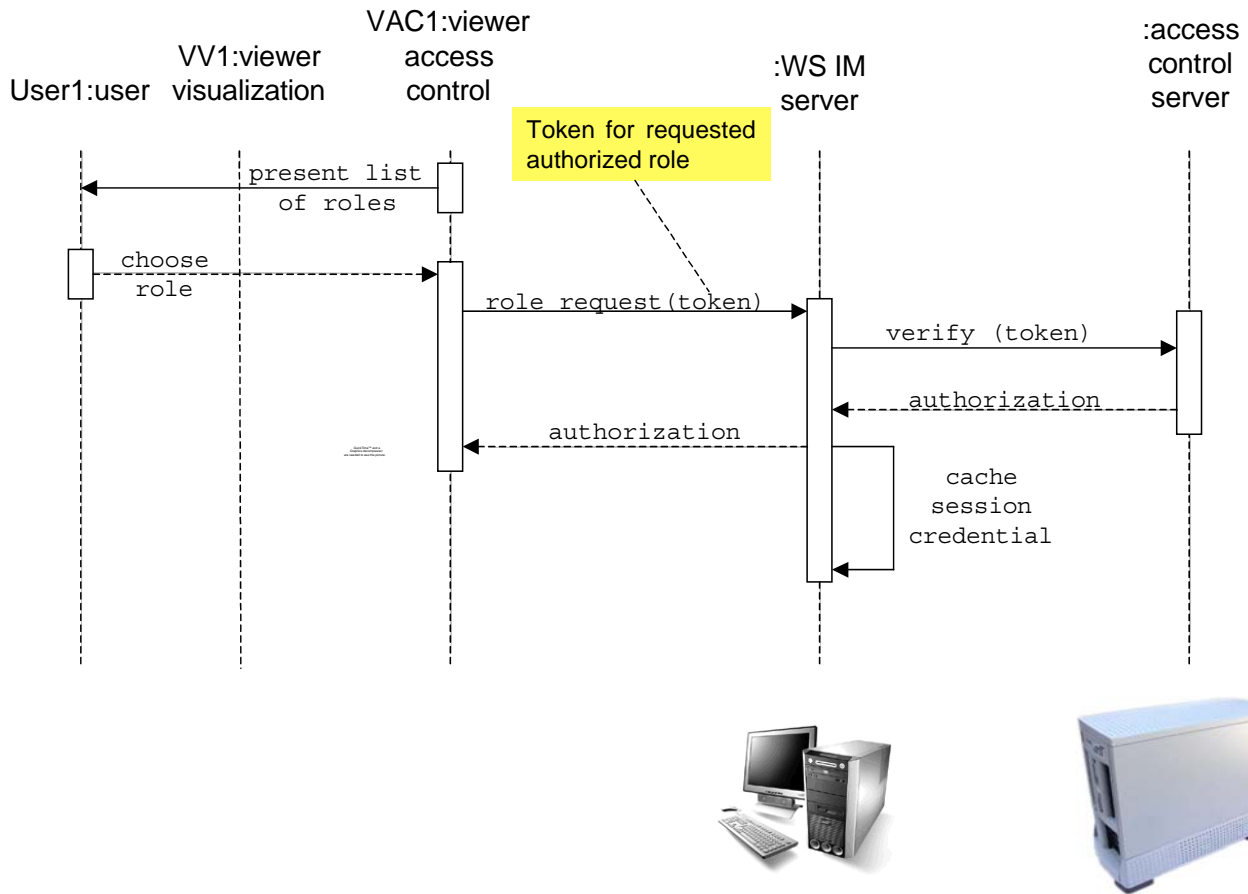 User1:user
VV1:viewer
visualization
VAC1:viewer
access
control
:WS IM
server
:access
control
server
Token for requested
authorized role
present list
of roles
choose
role
role request(token)
verify (token)
authorization
authorization
cache
session
credential